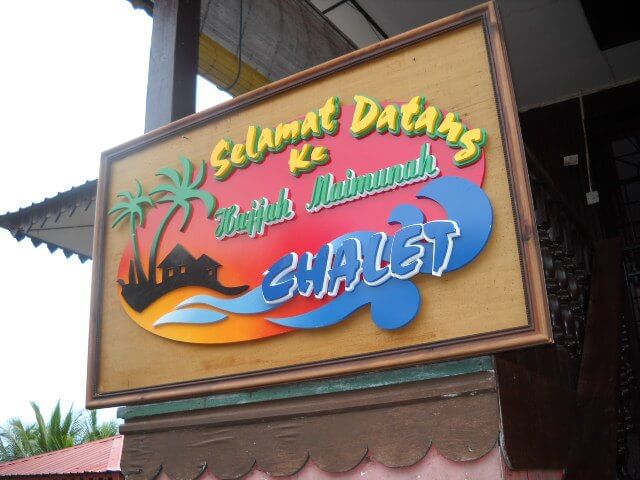 Selamat Datang
Ke
Hajjah Maimunah
CHALET